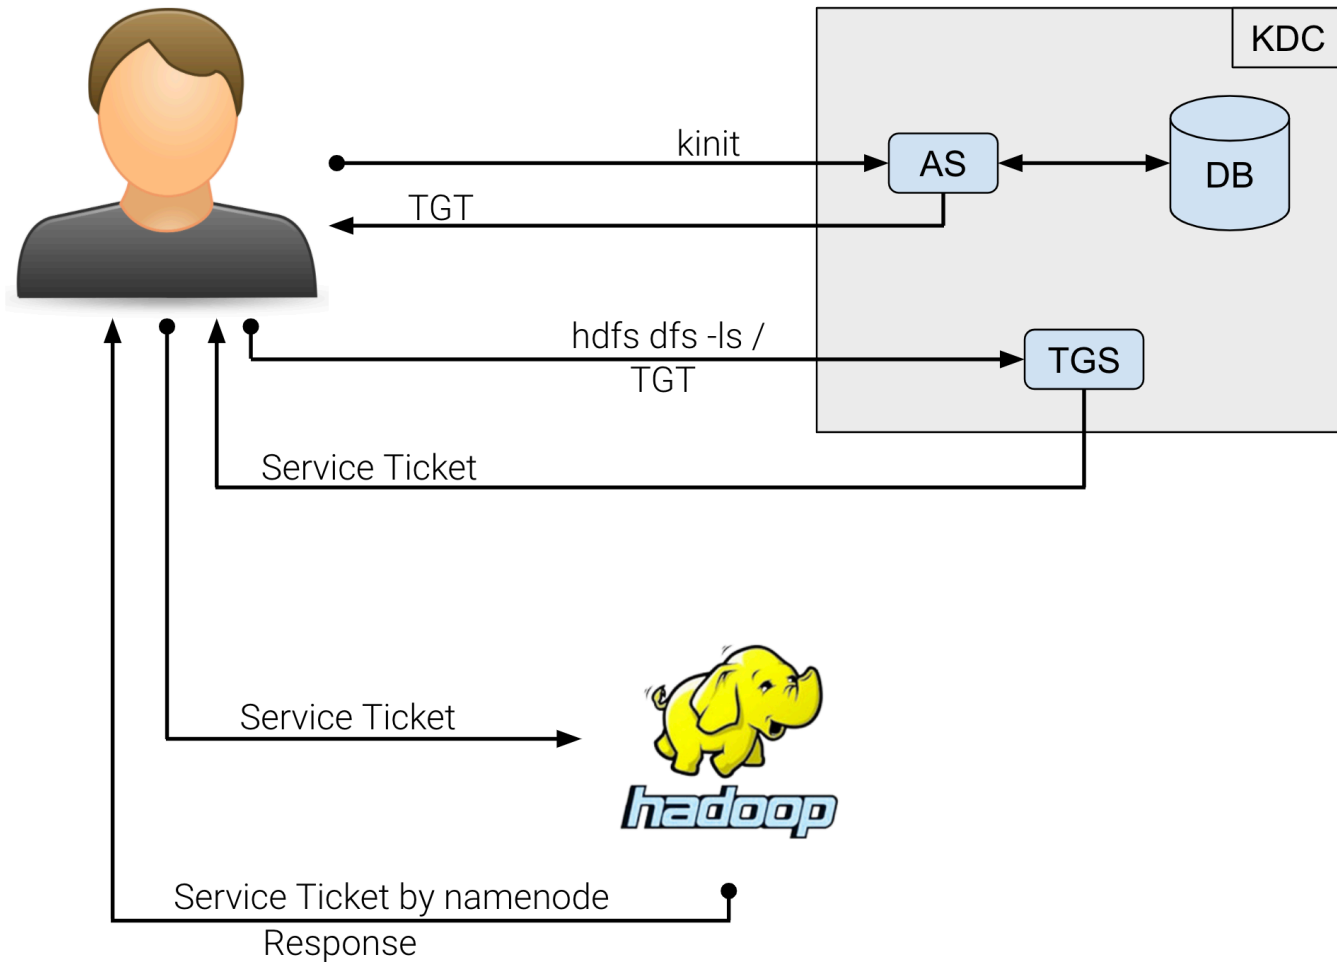 KDC
kinit
AS
DB
TGT
hdfs dfs -ls /
TGT
TGS
Service Ticket
Service Ticket
hadoop
Service Ticket by namenode
Response